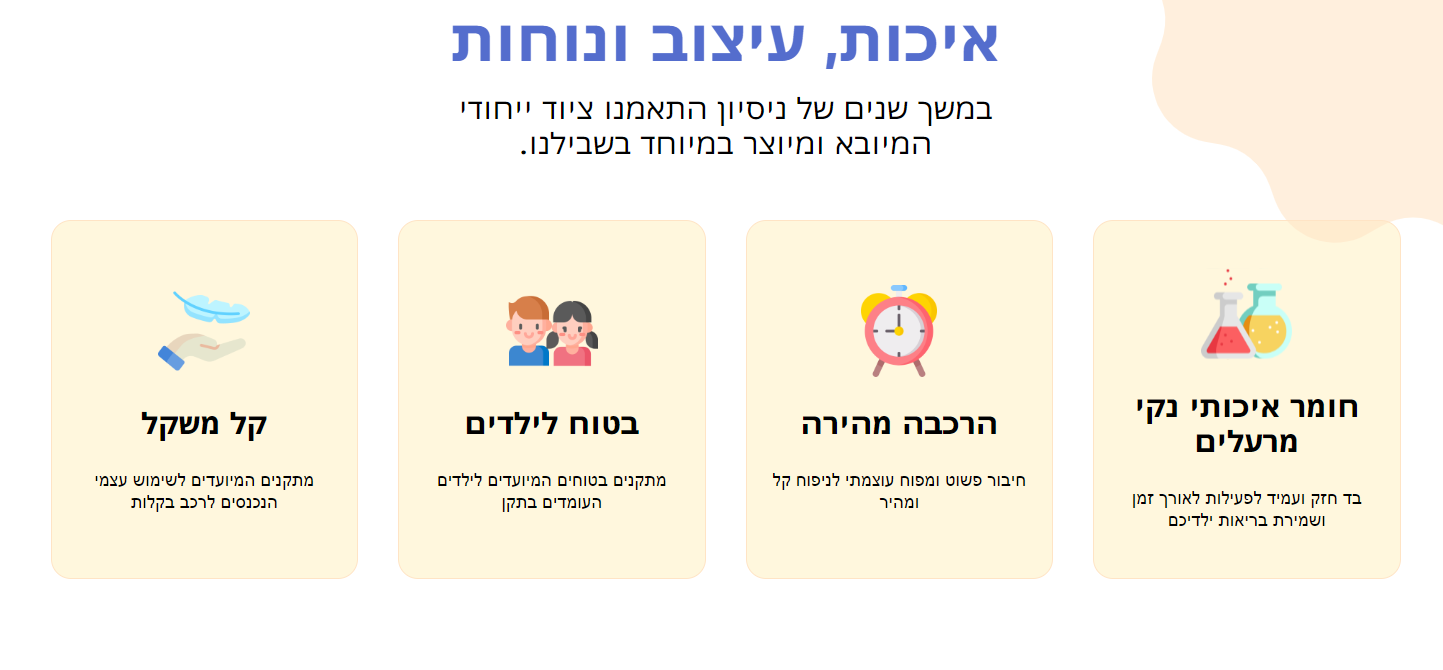 איכות, עיצוב ונוחות
במשך שנים של ניסיון התאמנו ציוד ייחודי
המיובא ומיוצר במיוחד בשבילנו.
חומר איכותי נקי
מרעלים
בד חזק ועמיד לפעילות לאורך זמן
ושמירת בריאות ילדיכם
הרכבה מהירה
חיבור פשוט ומפוח עוצמתי לניפוח קל
ומהיר
בטוח לילדים
מתקנים בטוחים המיועדים לילדים
העומדים בתקן
קל משקל
מתקנים המיועדים לשימוש עצמי
הנכנסים לרכב בקלות